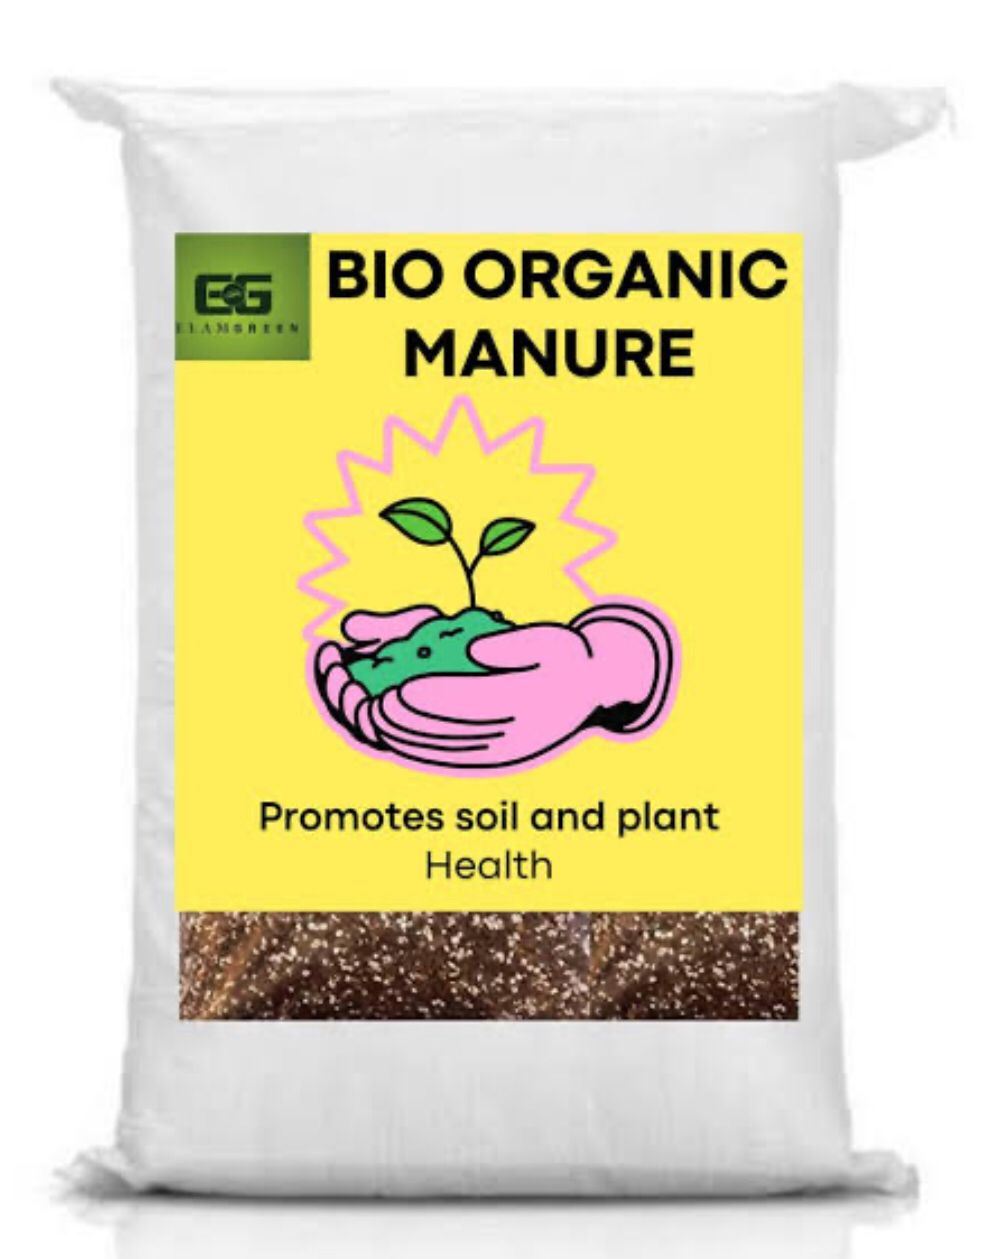 EG
ELAMGREEN
BIO ORGANIC
MANURE
Promotes soil and plant
Health